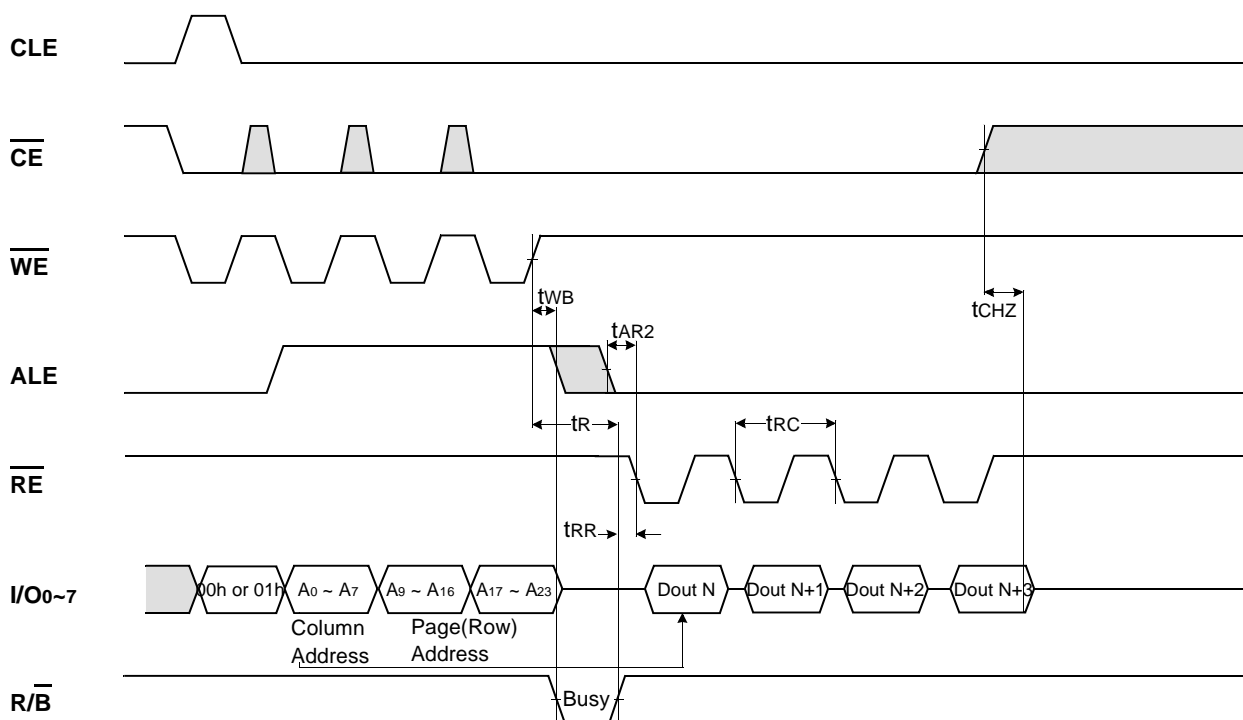 CLE
CE
WE
tWB
tCHZ
tAR2
ALE
tR
tRC
RE
tRR
I/O0~7
00h or 01h
A0 ~ A7
A9 ~ A16
A17 ~ A23
Dout N
Dout N+1
Dout N+2
Dout N+3
Column
Address
Page(Row)
Address
R/B
Busy